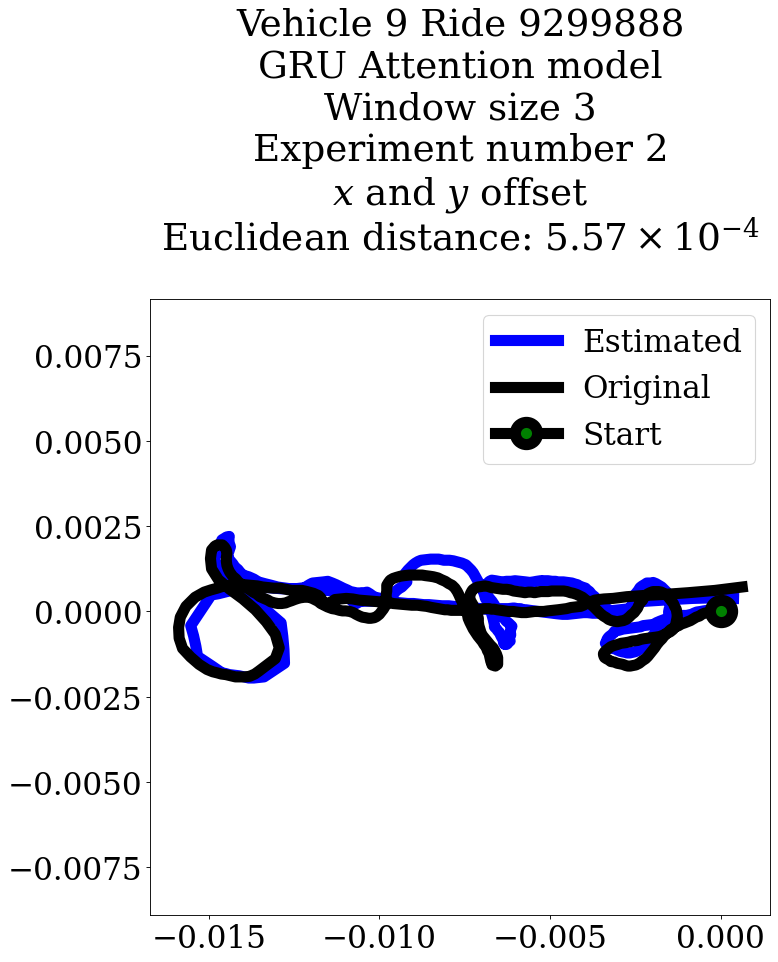 Vehicle 9 Ride 9299888
GRU Attention model
Window size 3
Experiment number 2
x and y offset
Euclidean distance: 5.57 × 10⁻⁴
Estimated
Original
Start
0.0075
0.0050
0.0025
0.0000
−0.0025
−0.0050
−0.0075
−0.015 −0.010 −0.005 0.000